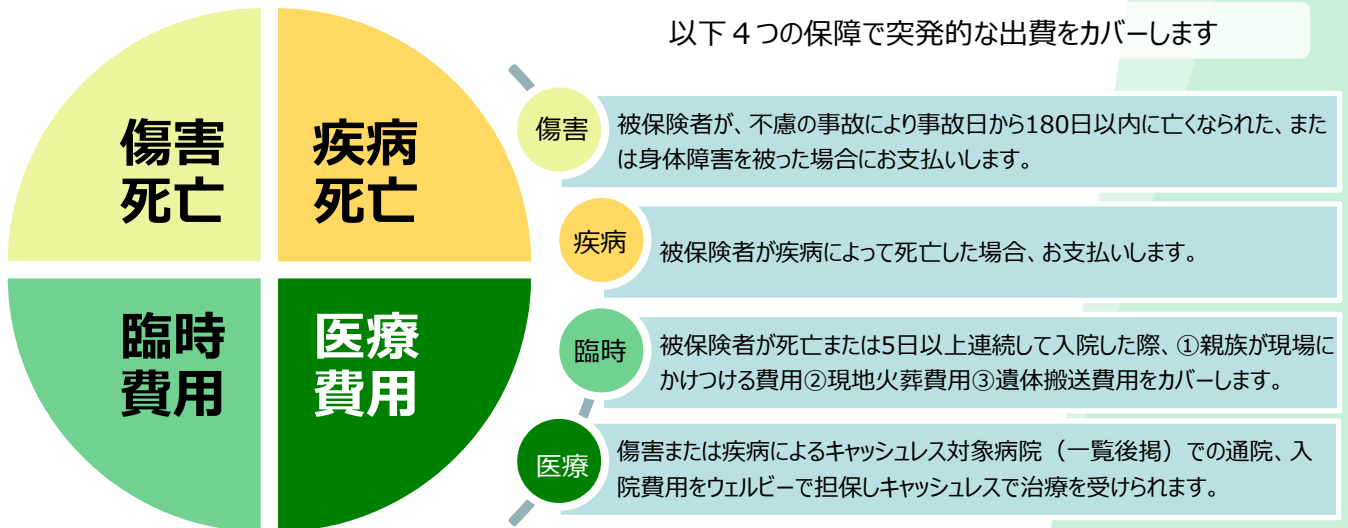 以下４つの保障で突発的な出費をカバーします
傷害
死亡
疾病
死亡
臨時
費用
医療
費用
傷害
被保険者が、不慮の事故により事故日から180日以内に亡くなられた、また
は身体障害を被った場合にお支払いします。
疾病
被保険者が疾病によって死亡した場合、お支払いします。
臨時
被保険者が死亡または5日以上連続して入院した際、①親族が現場に
かけつける費用②現地火葬費用③遺体搬送費用をカバーします。
医療
傷害または疾病によるキャッシュレス対象病院（一覧後掲）での通院、入
院費用をウェルビーで担保しキャッシュレスで治療を受けられます。